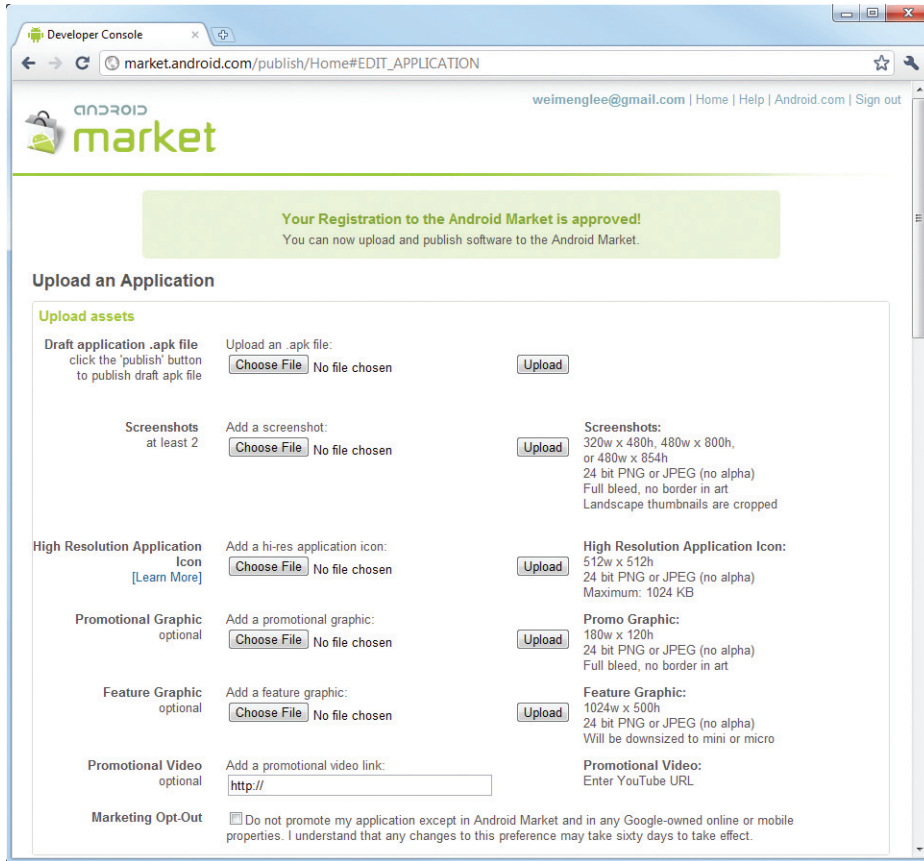 Developer Console
market.android.com/publish/Home#EDIT_APPLICATION
weimenglee@gmail.com | Home | Help | Android.com | Sign out
android
market
Your Registration to the Android Market is approved!
You can now upload and publish software to the Android Market.
Upload an Application
Upload assets
Draft application .apk file
click the 'publish' button
to publish draft apk file
Upload an .apk file:
Choose File No file chosen
Upload
Screenshots
at least 2
Add a screenshot:
Choose File No file chosen
Upload
Screenshots:
320w x 480h, 480w x 800h,
or 480w x 854h
24 bit PNG or JPEG (no alpha)
Full bleed, no border in art
Landscape thumbnails are cropped
High Resolution Application
Icon
[Learn More]
Add a hi-res application icon:
Choose File No file chosen
Upload
High Resolution Application Icon:
512w x 512h
24 bit PNG or JPEG (no alpha)
Maximum: 1024 KB
Promotional Graphic
optional
Add a promotional graphic:
Choose File No file chosen
Upload
Promo Graphic:
180w x 120h
24 bit PNG or JPEG (no alpha)
Full bleed, no border in art
Feature Graphic
optional
Add a feature graphic:
Choose File No file chosen
Upload
Feature Graphic:
1024w x 500h
24 bit PNG or JPEG (no alpha)
Will be downsized to mini or micro
Promotional Video
optional
Add a promotional video link:
http://
Promotional Video:
Enter YouTube URL
Marketing Opt-Out
Do not promote my application except in Android Market and in any Google-owned online or mobile
properties. I understand that any changes to this preference may take sixty days to take effect.